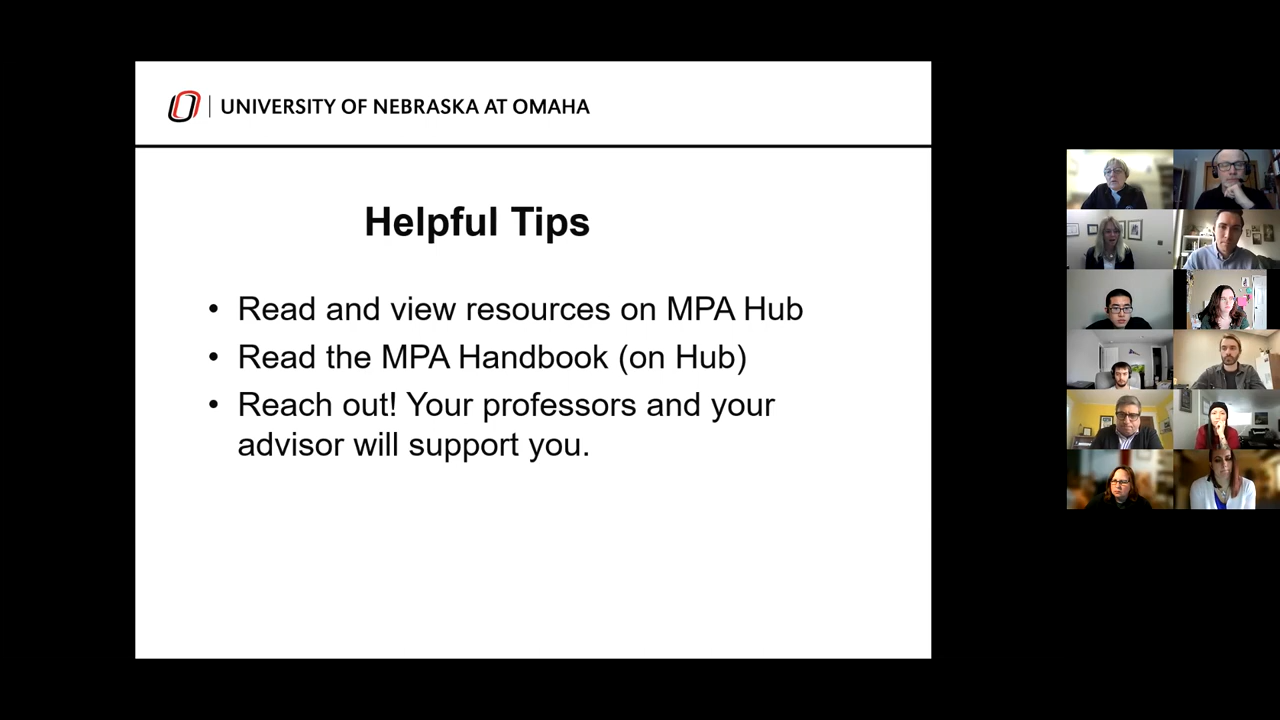 UNIVERSITY OF NEBRASKA AT OMAHA
Helpful Tips
• Read and view resources on MPA Hub
• Read the MPA Handbook (on Hub)
• Reach out! Your professors and your
advisor will support you.